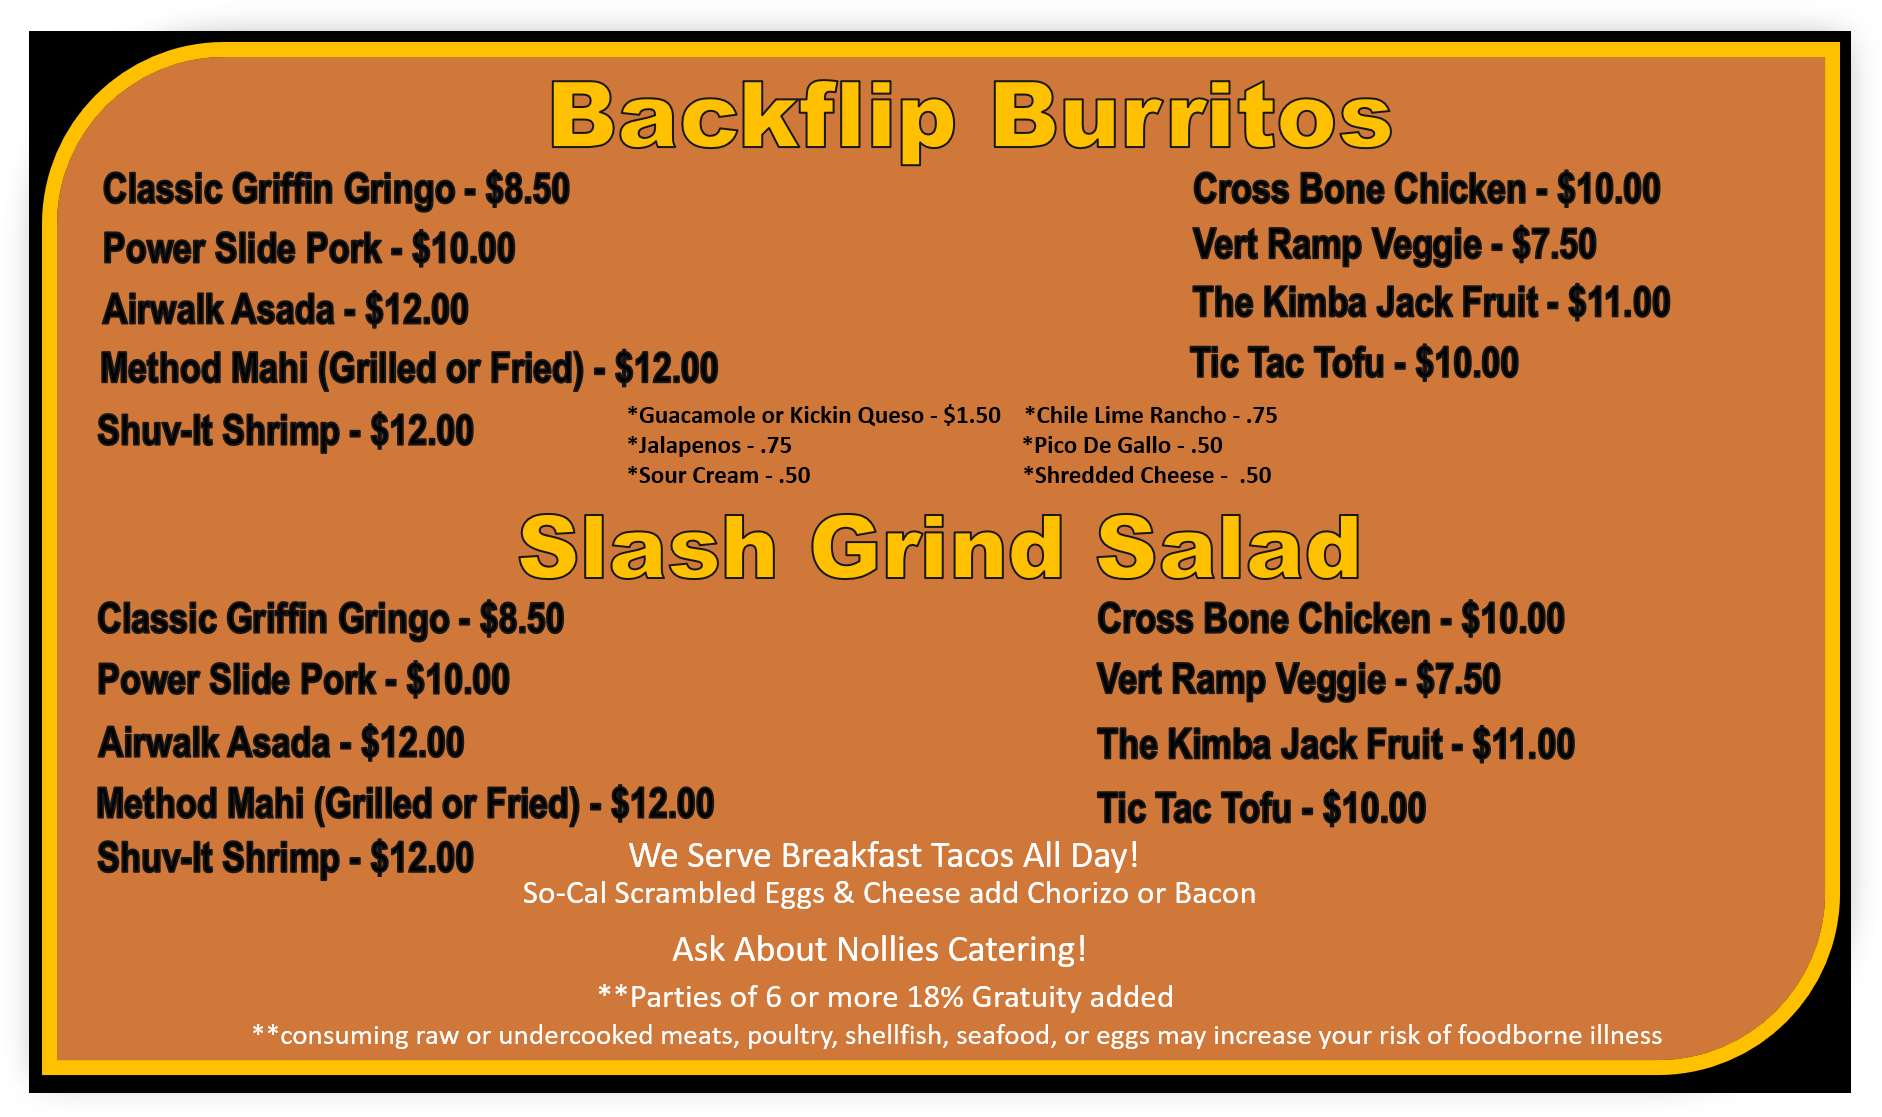 Backflip Burritos
Classic Griffin Gringo - $8.50
Power Slide Pork - $10.00
Airwalk Asada - $12.00
Method Mahi (Grilled or Fried) - $12.00
Shuv-It Shrimp - $12.00
Cross Bone Chicken - $10.00
Vert Ramp Veggie - $7.50
The Kimba Jack Fruit - $11.00
Tic Tac Tofu - $10.00
*Guacamole or Kickin Queso - $1.50 *Chile Lime Rancho - .75
*Jalapenos - .75 *Pico De Gallo - .50
*Sour Cream - .50 *Shredded Cheese - .50
Slash Grind Salad
Classic Griffin Gringo - $8.50
Power Slide Pork - $10.00
Airwalk Asada - $12.00
Method Mahi (Grilled or Fried) - $12.00
Shuv-It Shrimp - $12.00
Cross Bone Chicken - $10.00
Vert Ramp Veggie - $7.50
The Kimba Jack Fruit - $11.00
Tic Tac Tofu - $10.00
We Serve Breakfast Tacos All Day!
So-Cal Scrambled Eggs & Cheese add Chorizo or Bacon
Ask About Nollies Catering!
**Parties of 6 or more 18% Gratuity added
**consuming raw or undercooked meats, poultry, shellfish, seafood, or eggs may increase your risk of foodborne illness